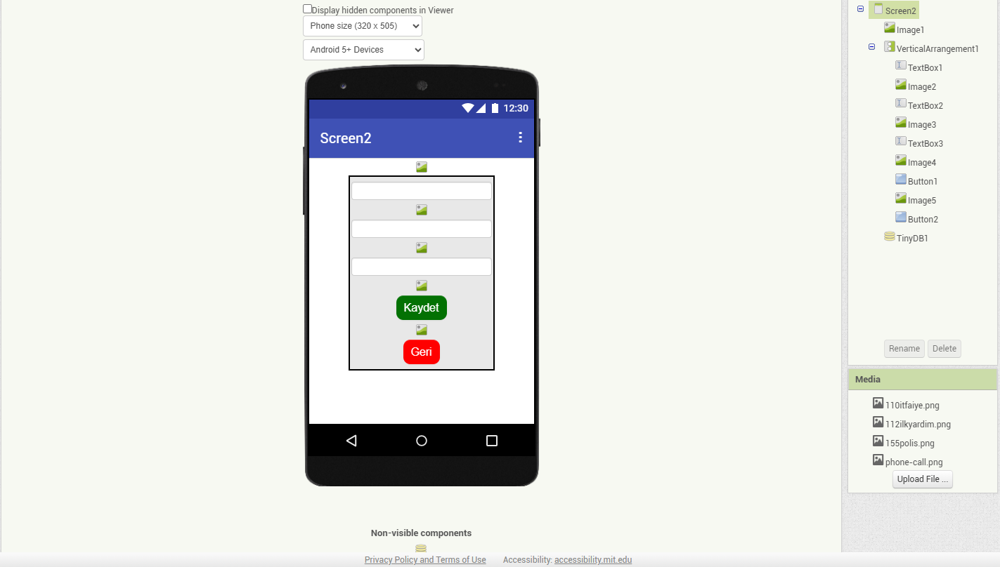 Display hidden components in Viewer
Phone size (320 x 505)
Android 5+ Devices
12:30
Screen2
Kaydet
Geri
Non-visible components
Screen2
Image1
VerticalArrangement1
TextBox1
Image2
TextBox2
Image3
TextBox3
Image4
Button1
Image5
Button2
TinyDB1
Rename Delete
Media
110itfaiye.png
112ilkyardim.png
155polis.png
phone-call.png
Upload File ...
Privacy Policy and Terms of Use Accessibility: accessibility.mit.edu